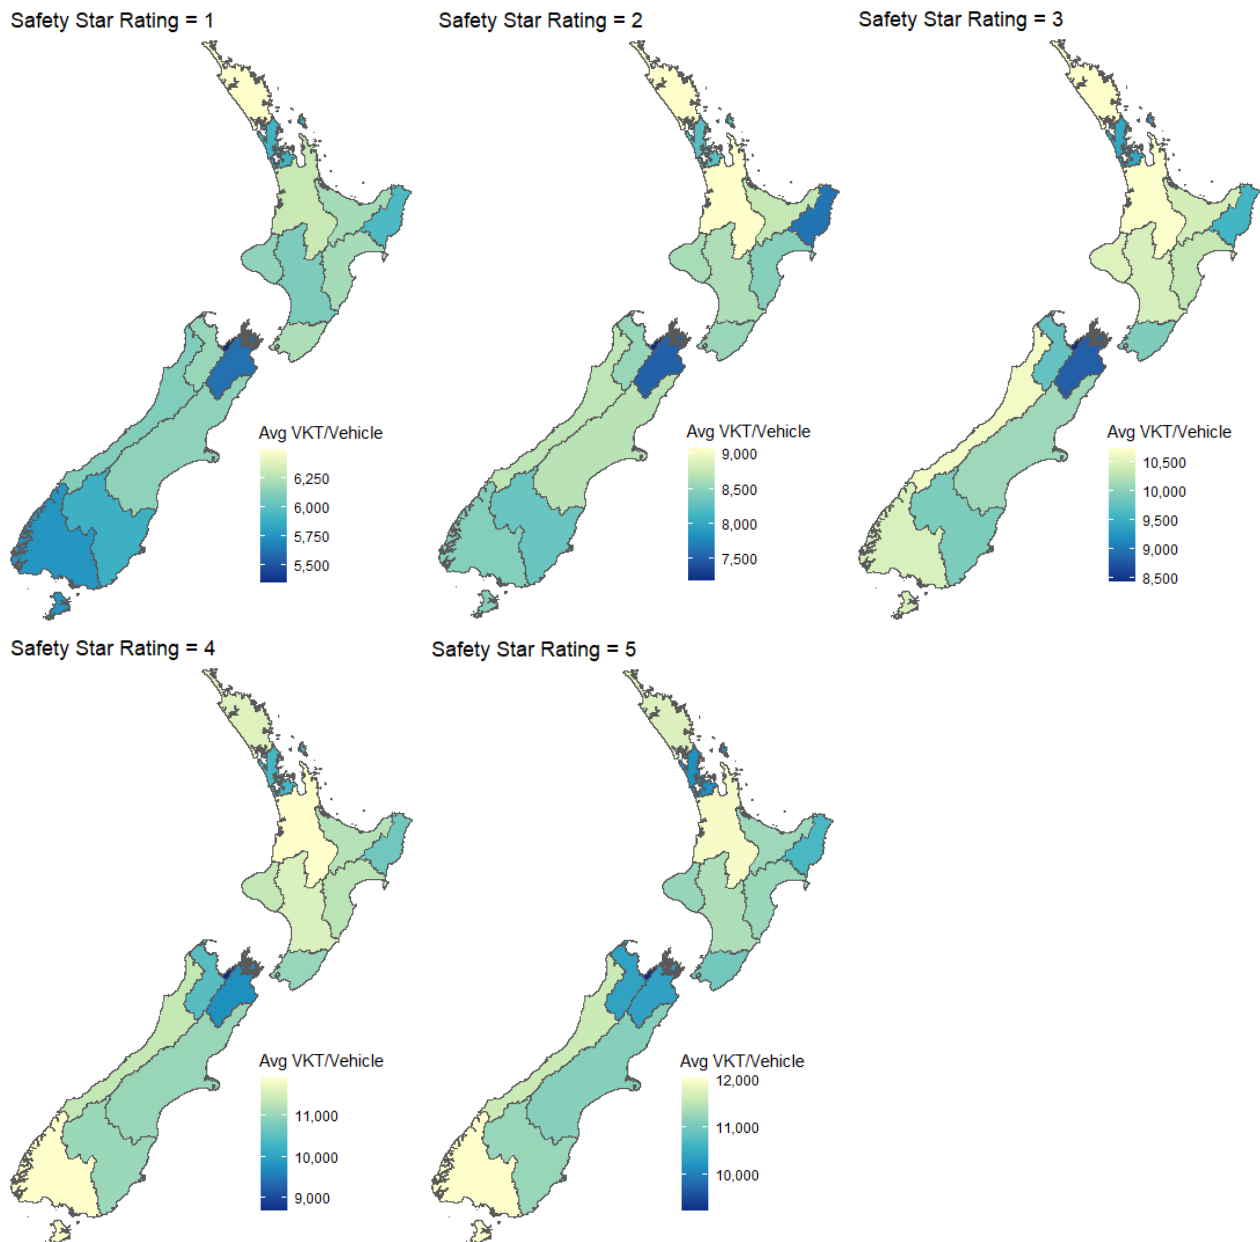 Safety Star Rating = 1
Safety Star Rating = 2
Safety Star Rating = 3
Avg VKT/Vehicle
6,250
6,000
5,750
5,500
Avg VKT/Vehicle
9,000
8,500
8,000
7,500
Avg VKT/Vehicle
10,500
10,000
9,500
9,000
8,500
Safety Star Rating = 4
Safety Star Rating = 5
Avg VKT/Vehicle
11,000
10,000
9,000
Avg VKT/Vehicle
12,000
11,000
10,000